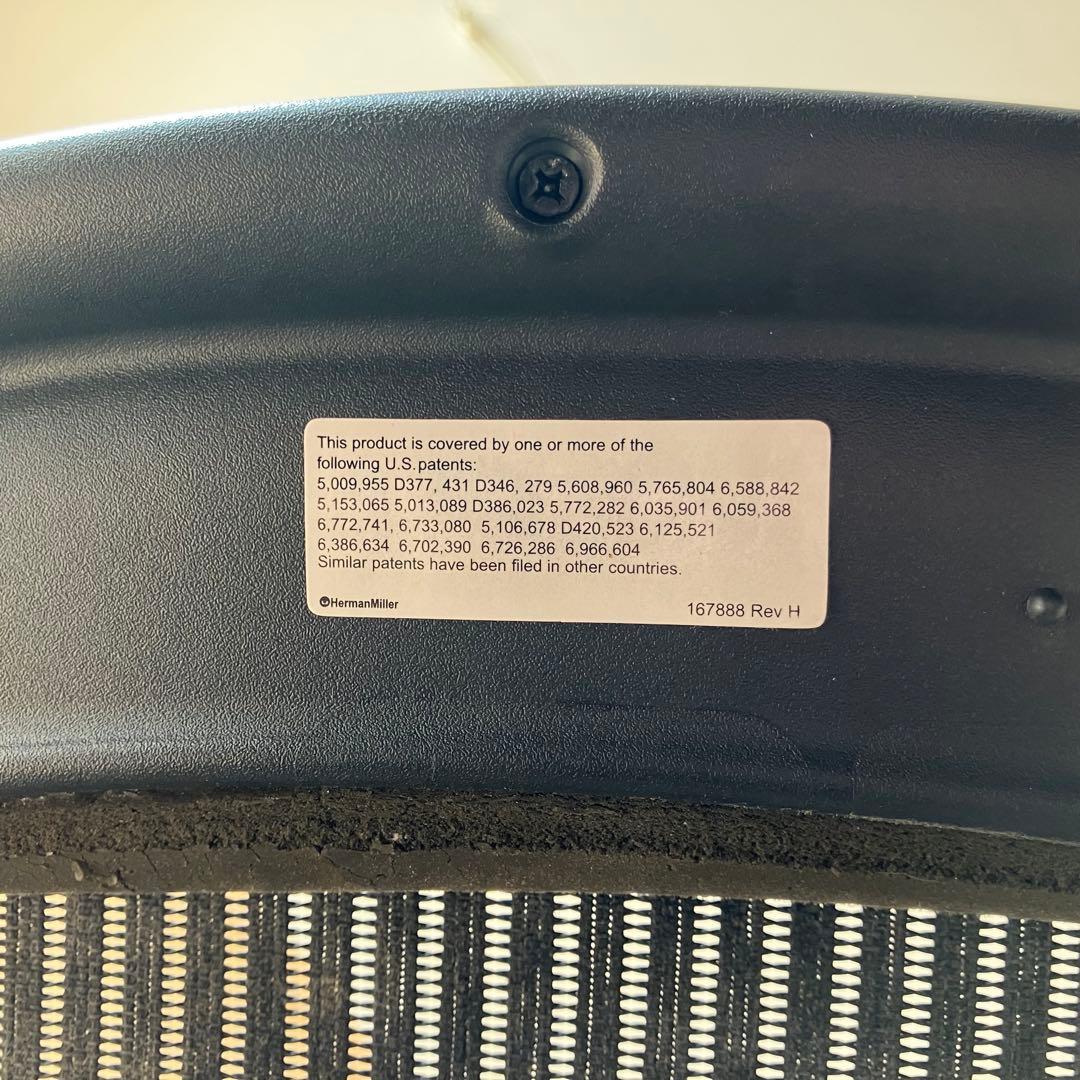 This product is covered by one or more of the
following U.S. patents:
5,009,955 D377, 431 D346, 279 5,608,960 5,765,804 6,588,842
5,153,065 5,013,089 D386,023 5,772,282 6,035,901 6,059,368
6,772,741, 6,733,080 5,106,678 D420,523 6,125,521
6,386,634 6,702,390 6,726,286 6,966,604
Similar patents have been filed in other countries.
HermanMiller
167888 Rev H